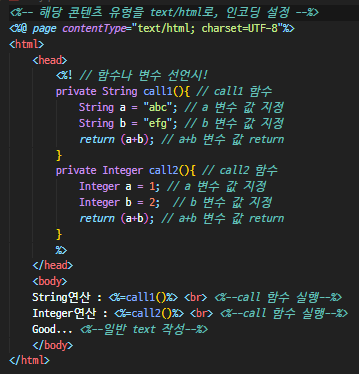 <%-- 해당 콘텐츠 유형을 text/html로, 인코딩 설정 --%>
<%@ page contentType="text/html; charset=UTF-8"%>
<html>
    <head>
        <%! // 함수나 변수 선언시!
        private String call1(){ // call1 함수
            String a = "abc"; // a 변수 값 지정
            String b = "efg"; // b 변수 값 지정
            return (a+b); // a+b 변수 값 return
        }
        private Integer call2(){ // call2 함수
            Integer a = 1; // a 변수 값 지정
            Integer b = 2;  // b 변수 값 지정
            return (a+b); // a+b 변수 값 return
        }
        %>
    </head>
    <body>
    String연산 : <%=call1()%> <br> <%--call 함수 실행--%>
    Integer연산 : <%=call2()%> <br> <%--call 함수 실행--%>
    Good... <%--일반 text 작성--%>
    </body>
</html>